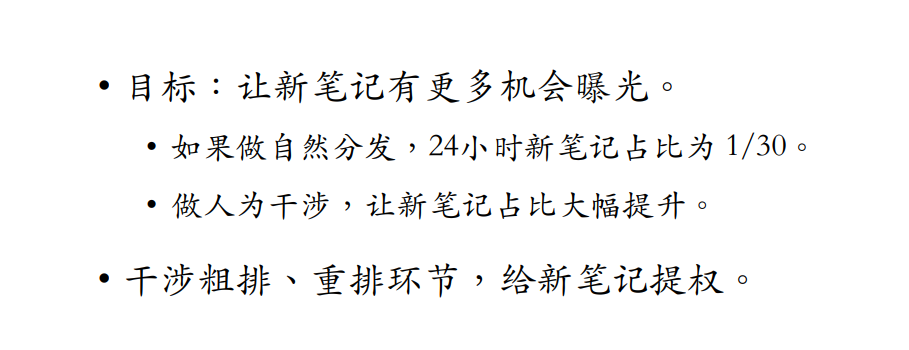 • 目标：让新笔记有更多机会曝光。
• 如果做自然分发，24小时新笔记占比为 1/30。
• 做人为干涉，让新笔记占比大幅提升。
• 干涉粗排、重排环节，给新笔记提权。